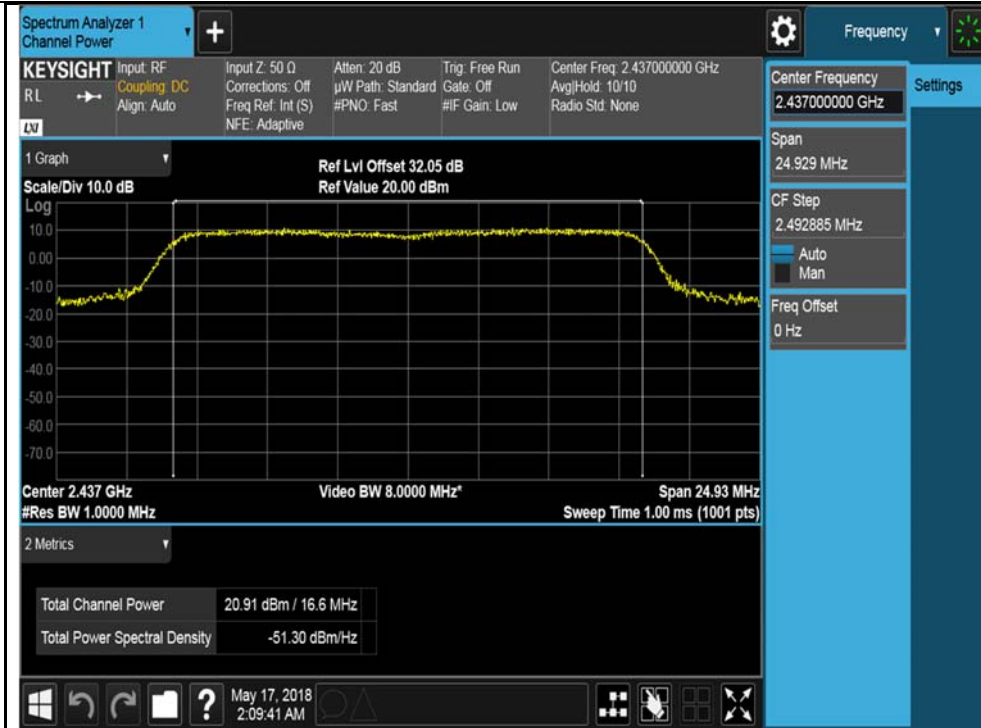 Spectrum Analyzer 1
Channel Power
+
Frequency
KEYSIGHT
RL
LXI
Input: RF
Coupling: DC
Align: Auto
Input Z: 50 Ω
Corrections: Off
Freq Ref: Int (S)
NFE: Adaptive
Atten: 20 dB
µW Path: Standard
#PNO: Fast
Trig: Free Run
Gate: Off
#IF Gain: Low
Center Freq: 2.437000000 GHz
Avg|Hold: 10/10
Radio Std: None
Center Frequency
2.437000000 GHz
Settings
Span
24.929 MHz
CF Step
2.492885 MHz
Auto
Man
Freq Offset
0 Hz
1 Graph
Scale/Div 10.0 dB
Ref Lvl Offset 32.05 dB
Ref Value 20.00 dBm
Log
10.0
0.00
-10.0
-20.0
-30.0
-40.0
-50.0
-60.0
-70.0
Center 2.437 GHz
#Res BW 1.0000 MHz
Video BW 8.0000 MHz*
Span 24.93 MHz
Sweep Time 1.00 ms (1001 pts)
2 Metrics
Total Channel Power 20.91 dBm / 16.6 MHz
Total Power Spectral Density -51.30 dBm/Hz
?
May 17, 2018
2:09:41 AM